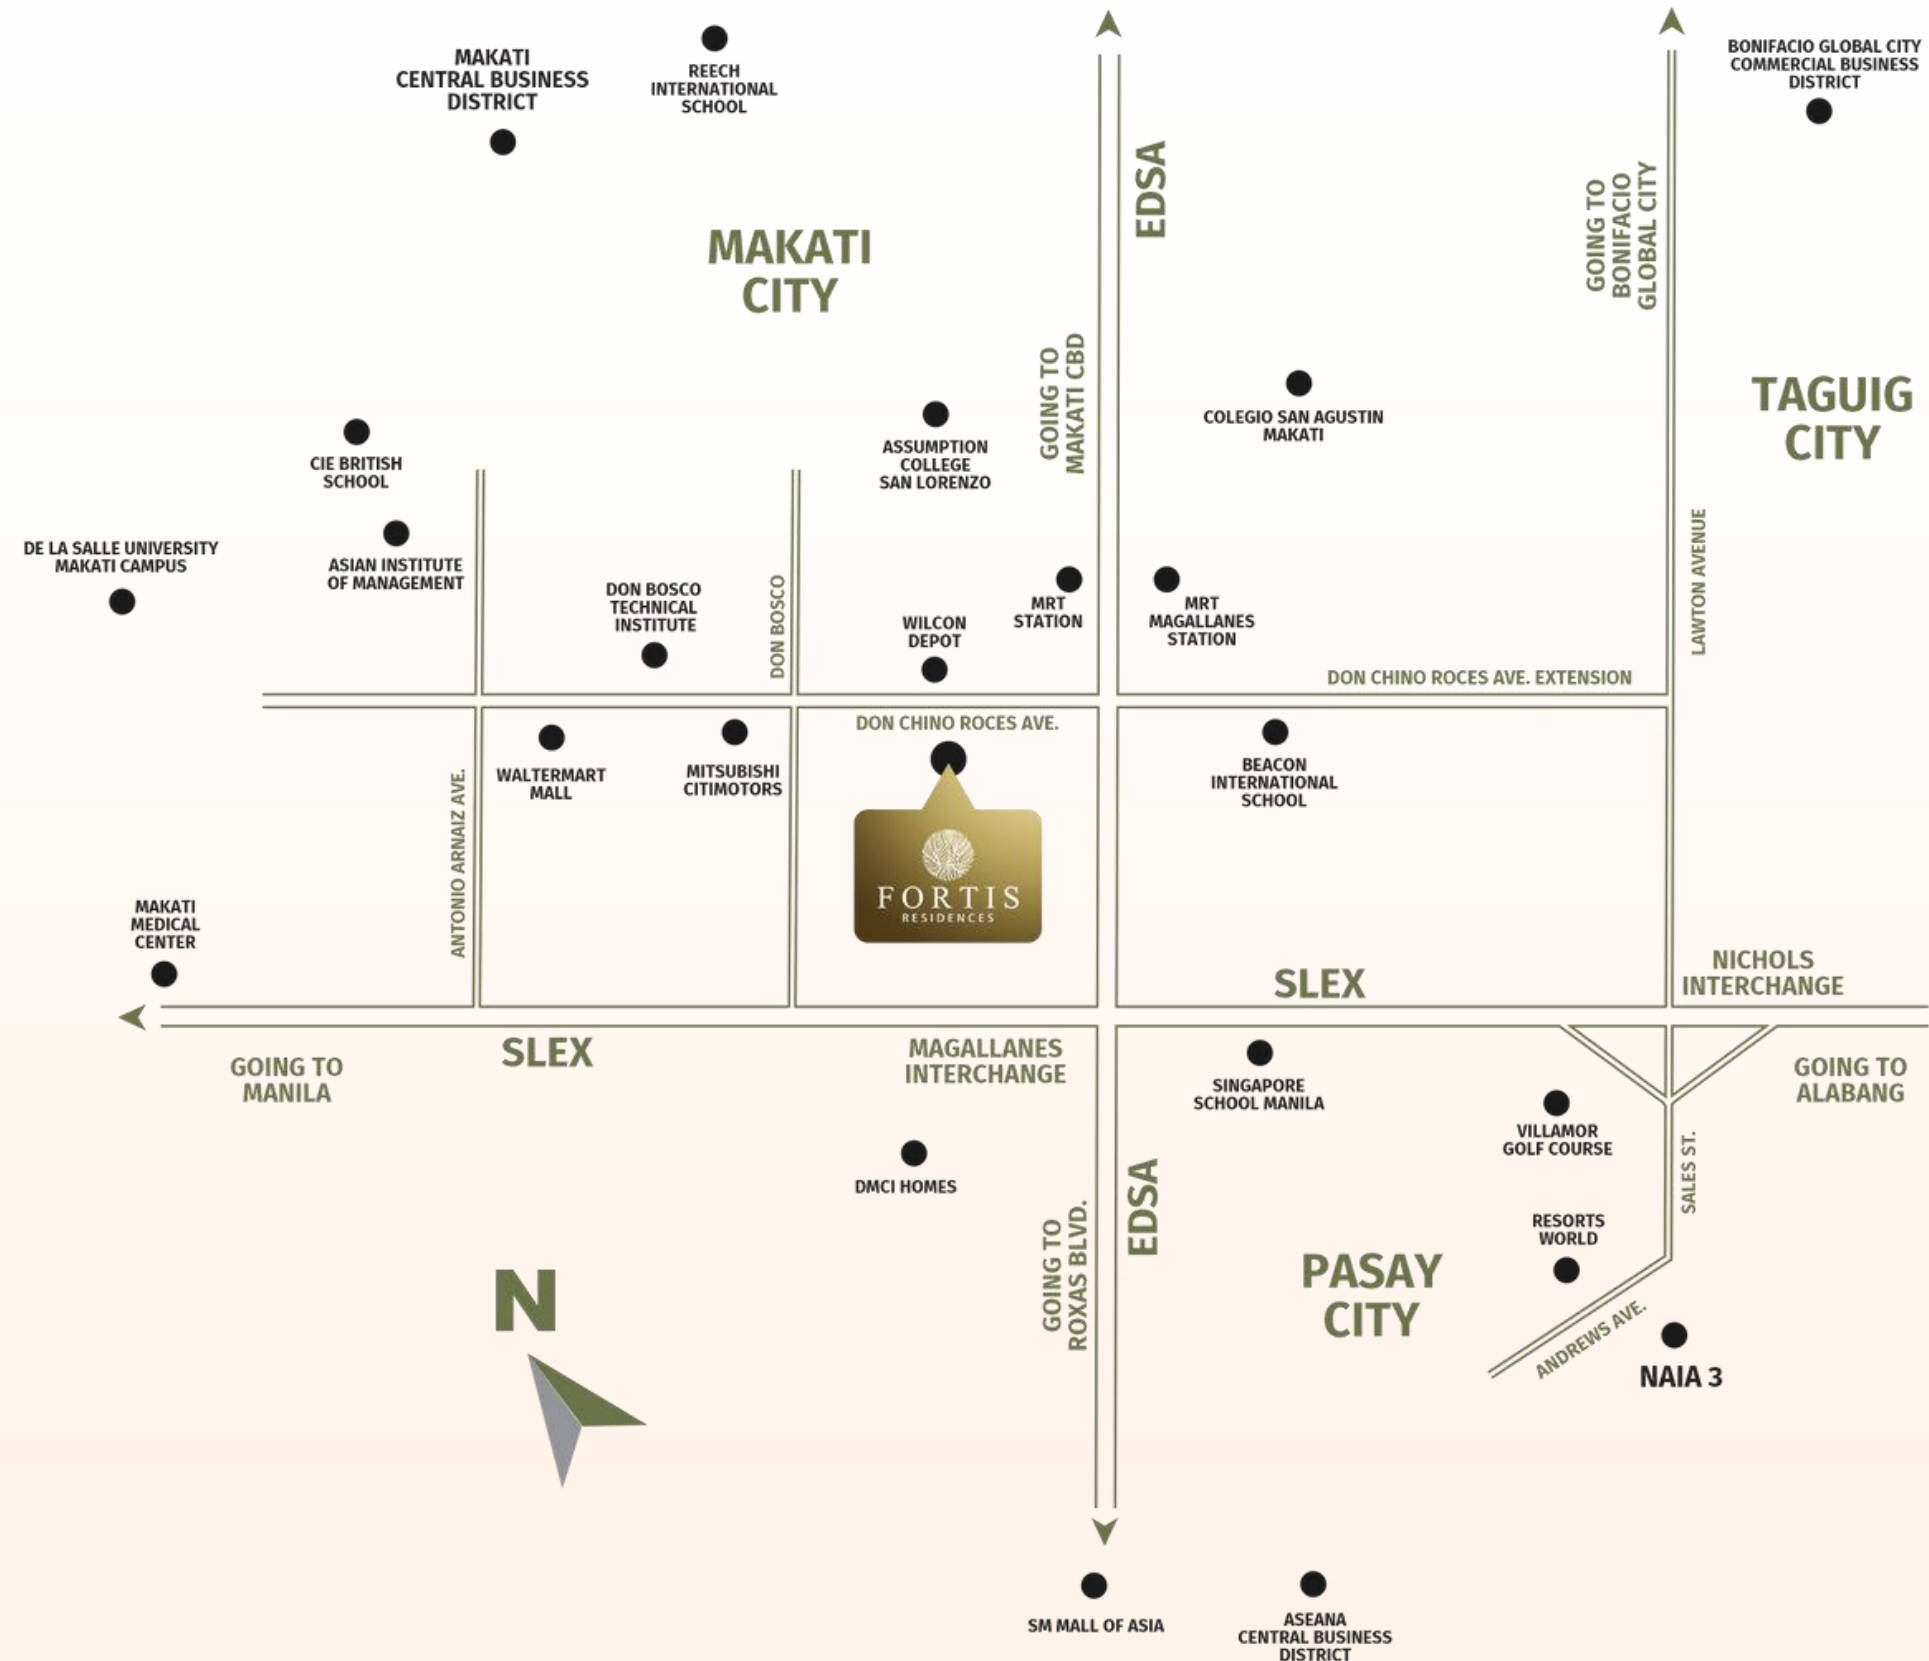 MAKATI
CENTRAL BUSINESS
DISTRICT
REECH
INTERNATIONAL
SCHOOL
BONIFACIO GLOBAL CITY
COMMERCIAL BUSINESS
DISTRICT
EDSA
GOING TO
BONIFACIO
GLOBAL CITY
MAKATI
CITY
GOING TO
MAKATI CBD
COLEGIO SAN AGUSTIN
MAKATI
TAGUIG
CITY
CIE BRITISH
SCHOOL
ASSUMPTION
COLLEGE
SAN LORENZO
DE LA SALLE UNIVERSITY
MAKATI CAMPUS
ASIAN INSTITUTE
OF MANAGEMENT
DON BOSCO
TECHNICAL
INSTITUTE
DON BOSCO
WILCON
DEPOT
MRT
STATION
MRT
MAGALLANES
STATION
LAWTON AVENUE
DON CHINO ROCES AVE. EXTENSION
DON CHINO ROCES AVE.
WALTERMART
MALL
MITSUBISHI
CITIMOTORS
BEACON
INTERNATIONAL
SCHOOL
ANTONIO ARNAIZ AVE.
FORTIS
RESIDENCES
MAKATI
MEDICAL
CENTER
SLEX
NICHOLS
INTERCHANGE
GOING TO
MANILA
SLEX
MAGALLANES
INTERCHANGE
SINGAPORE
SCHOOL MANILA
VILLAMOR
GOLF COURSE
GOING TO
ALABANG
DMCI HOMES
EDSA
GOING TO
ROXAS BLVD.
SALES ST.
RESORTS
WORLD
PASAY
CITY
N
ANDREWS AVE.
NAIA 3
SM MALL OF ASIA
ASEANA
CENTRAL BUSINESS
DISTRICT